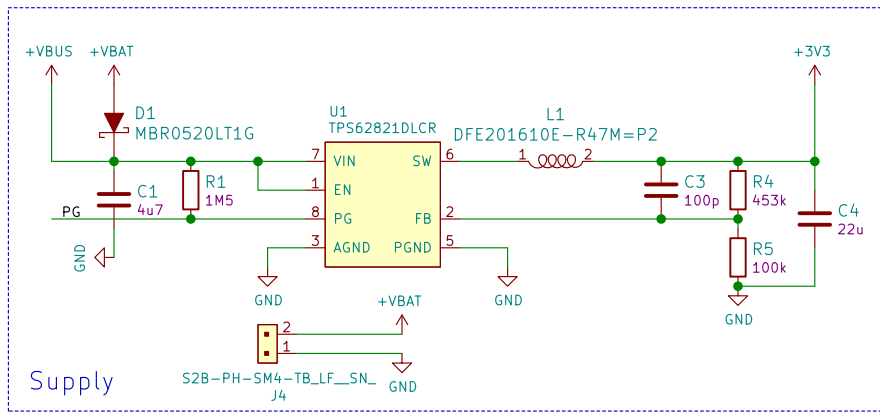 +VBUS
+VBAT
+3V3
D1
MBR0520LT1G
U1
TPS62821DLCR
L1
DFE201610E-R47M=P2
7 VIN
SW 6
1
2
1 EN
R1
1M5
C1
4u7
C3
100p
R4
453k
PG
8 PG
FB 2
C4
22u
3 AGND
PGND 5
R5
100k
GND
GND
GND
GND
+VBAT
2
1
S2B-PH-SM4-TB_LF__SN_
J4
GND
Supply